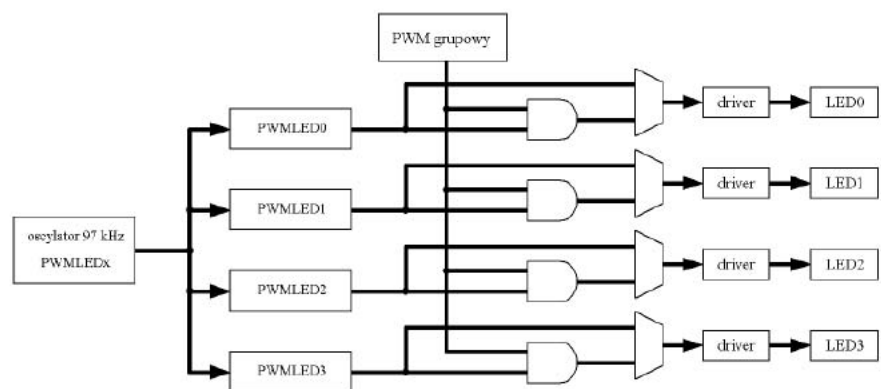 PWM grupowy
PWMLED0
driver
LED0
PWMLED1
driver
LED1
oscylator 97 kHz
PWMLEDx
PWMLED2
driver
LED2
PWMLED3
driver
LED3